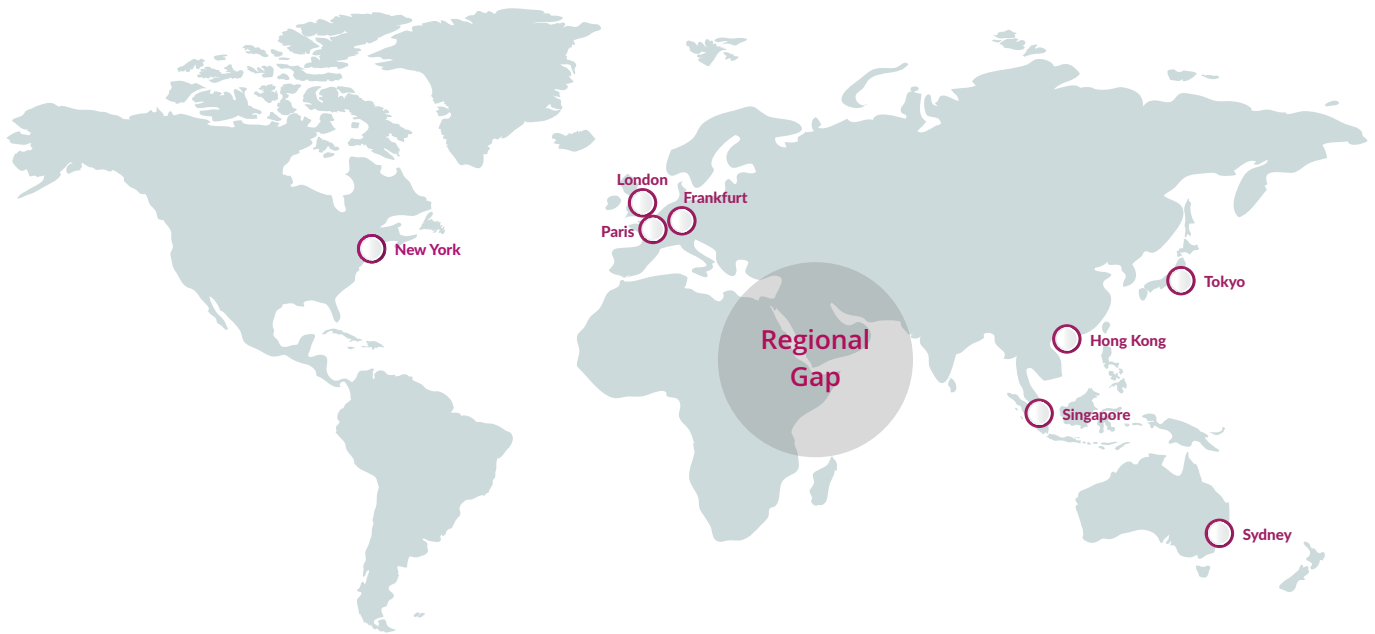 London
Frankfurt
Paris
New York
Tokyo
Regional
Gap
Hong Kong
Singapore
Sydney